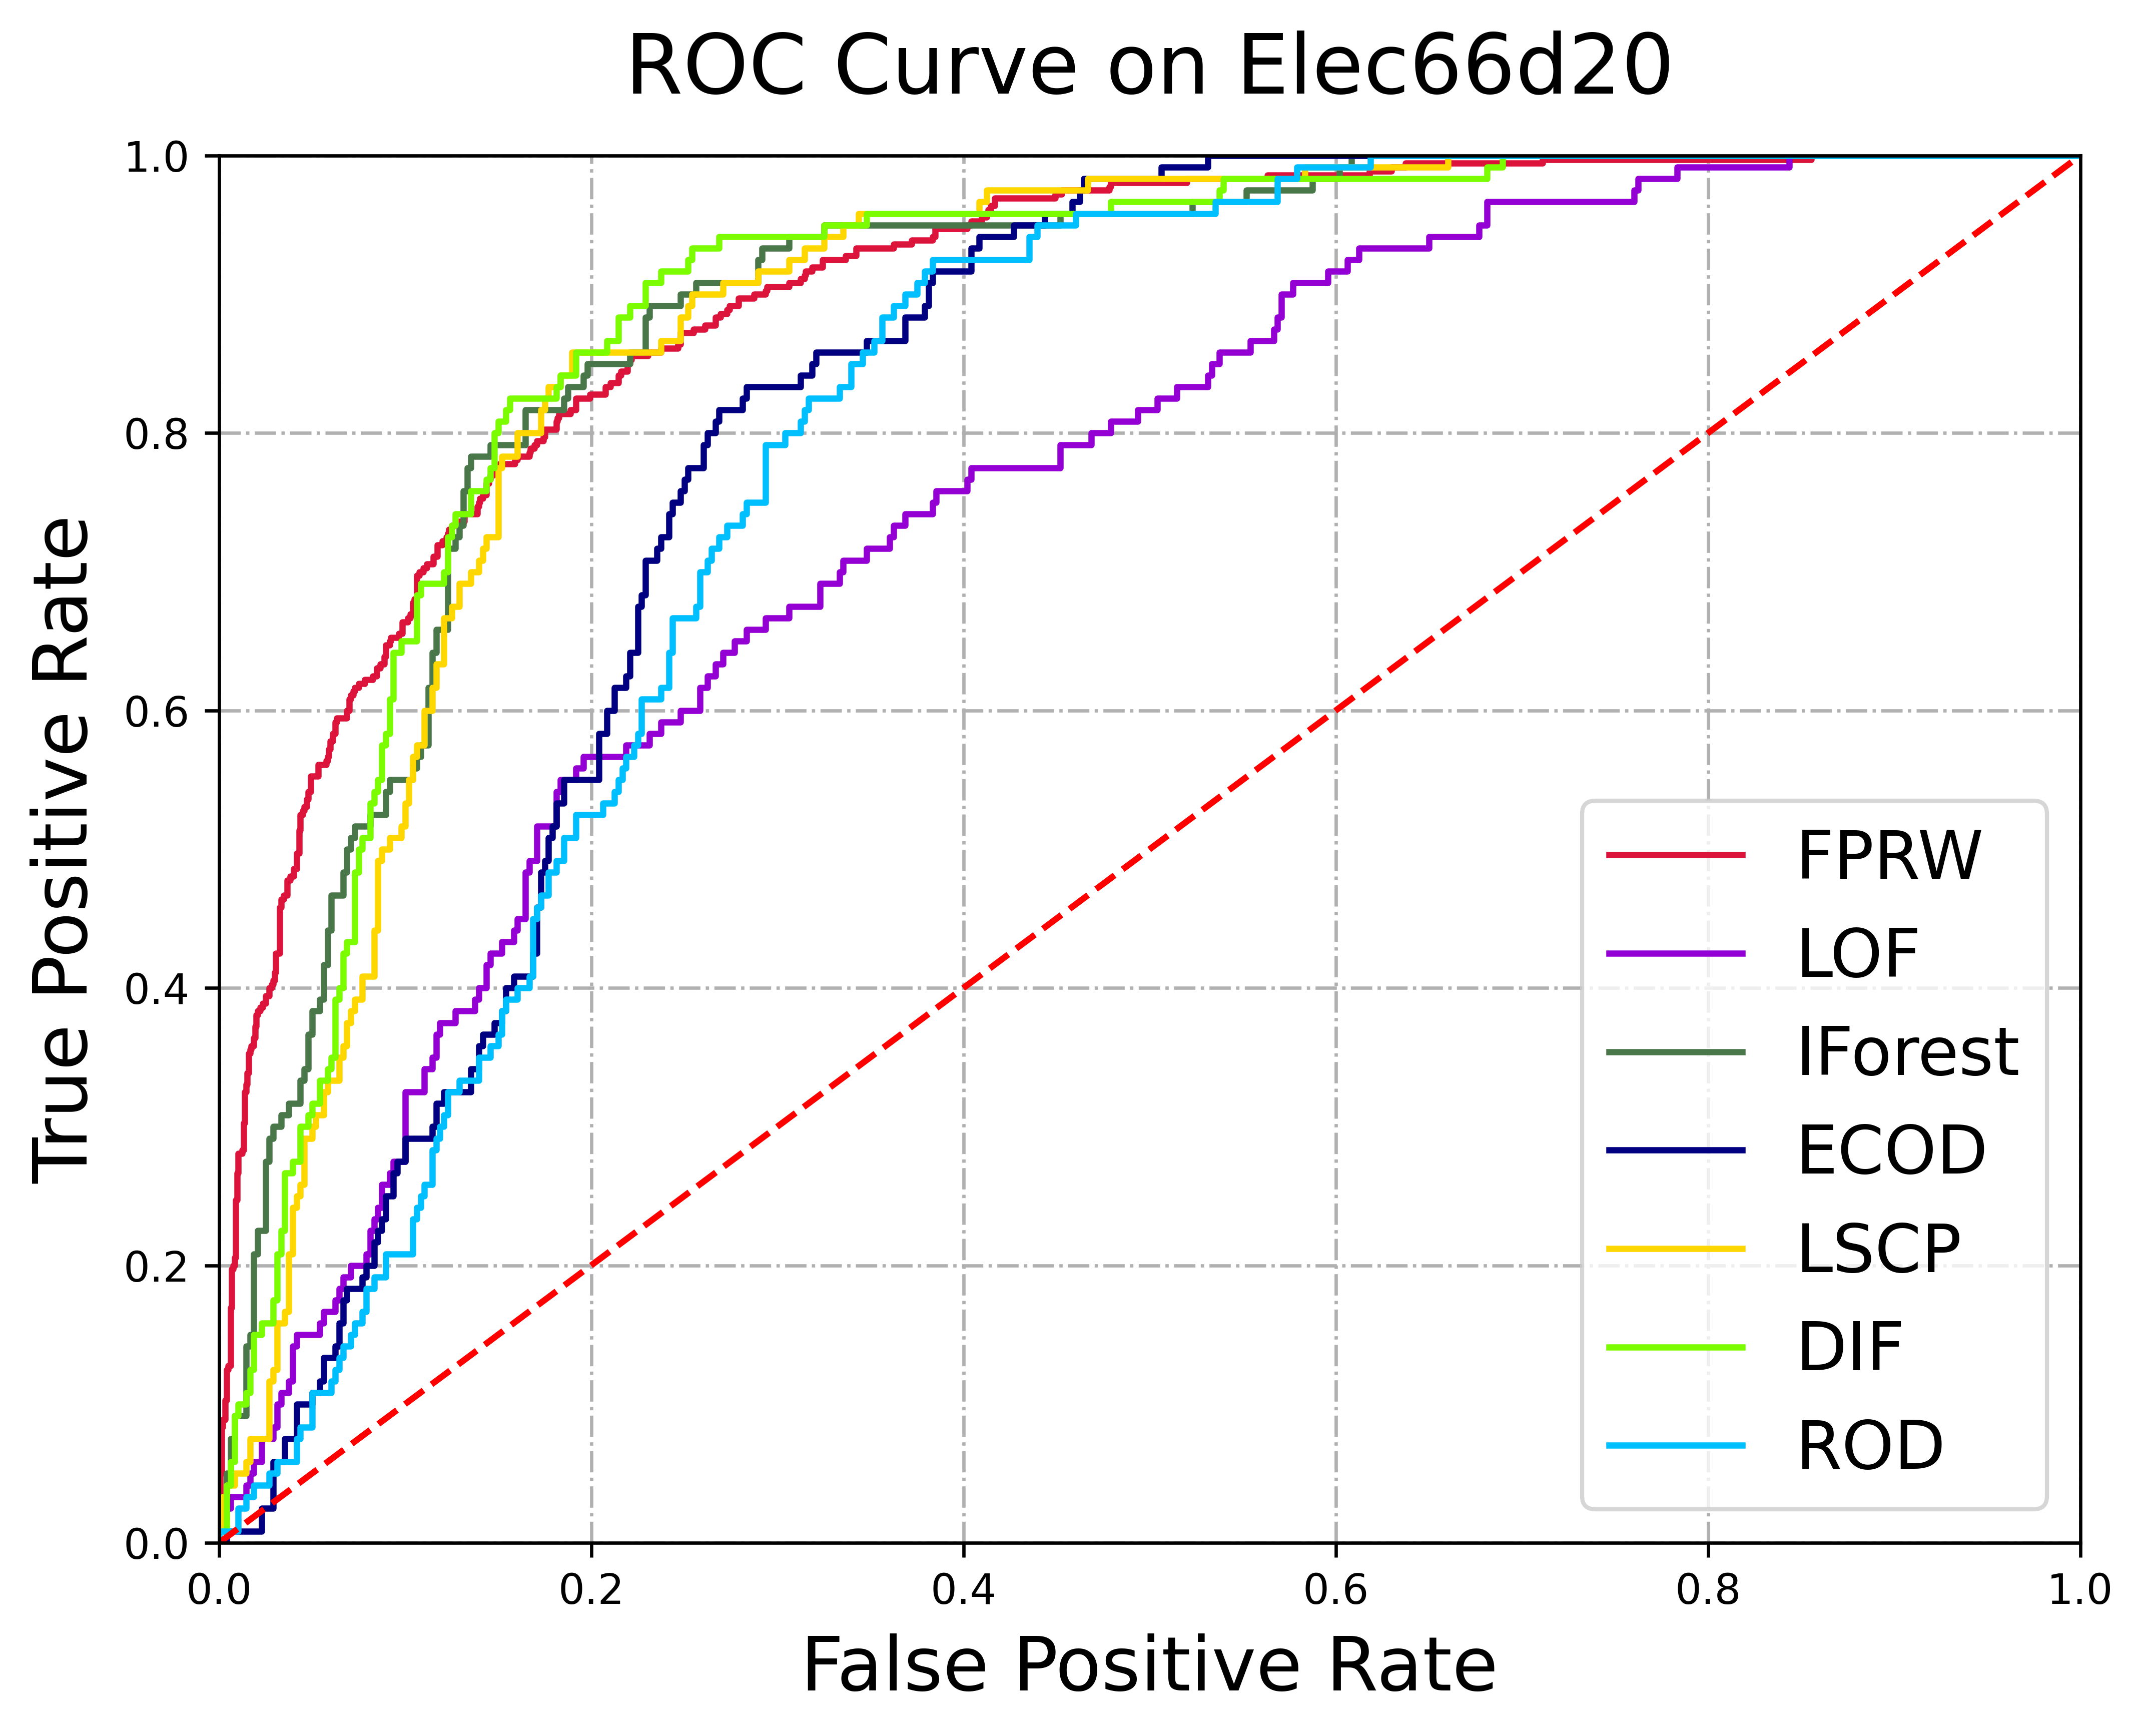 ROC Curve on Elec66d20
1.0
0.8
0.6
0.4
0.2
0.0
True Positive Rate
FPRW
LOF
IForest
ECOD
LSCP
DIF
ROD
0.0 0.2 0.4 0.6 0.8 1.0
False Positive Rate